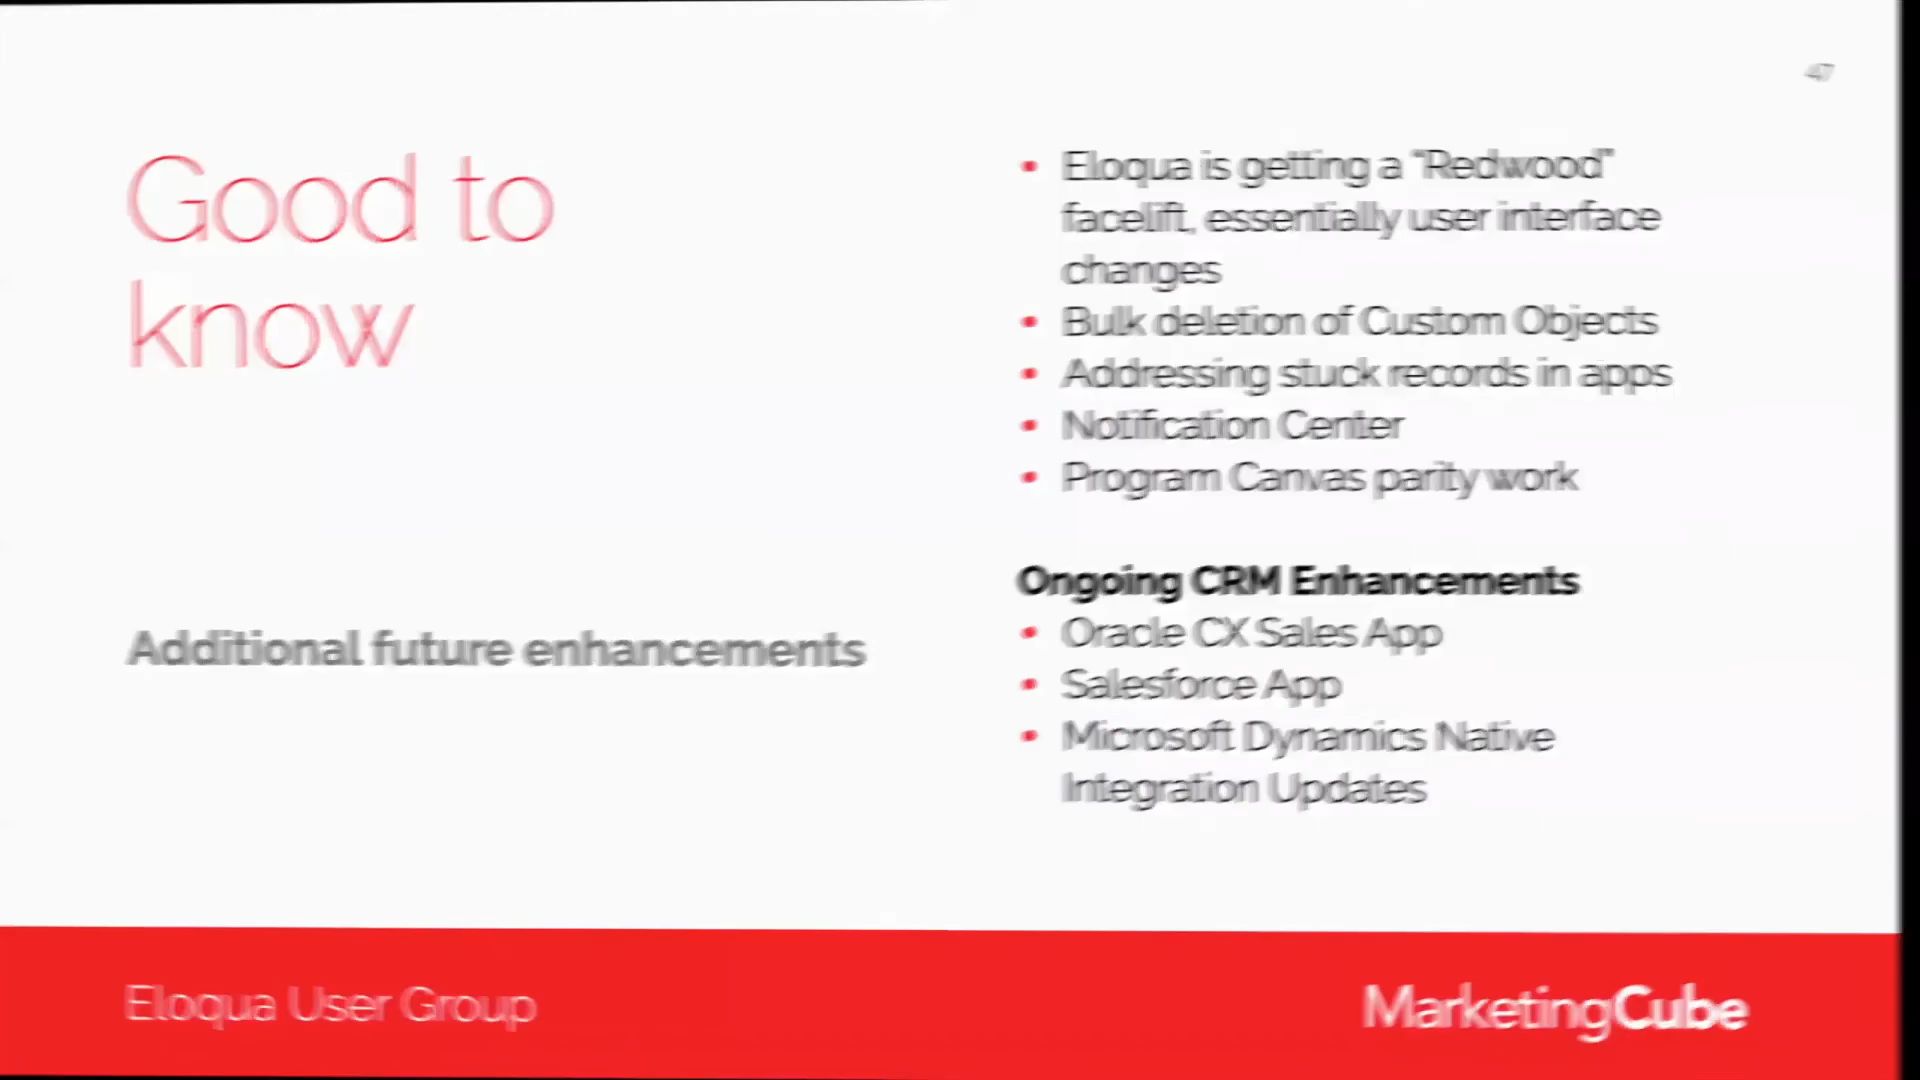 47
Good to
know
Additional future enhancements
• Eloqua is getting a "Redwood"
facelift, essentially user interface
changes
• Bulk deletion of Custom Objects
• Addressing stuck records in apps
• Notification Center
• Program Canvas parity work
Ongoing CRM Enhancements
• Oracle CX Sales App
• Salesforce App
• Microsoft Dynamics Native
Integration Updates
Eloqua User Group
MarketingCube